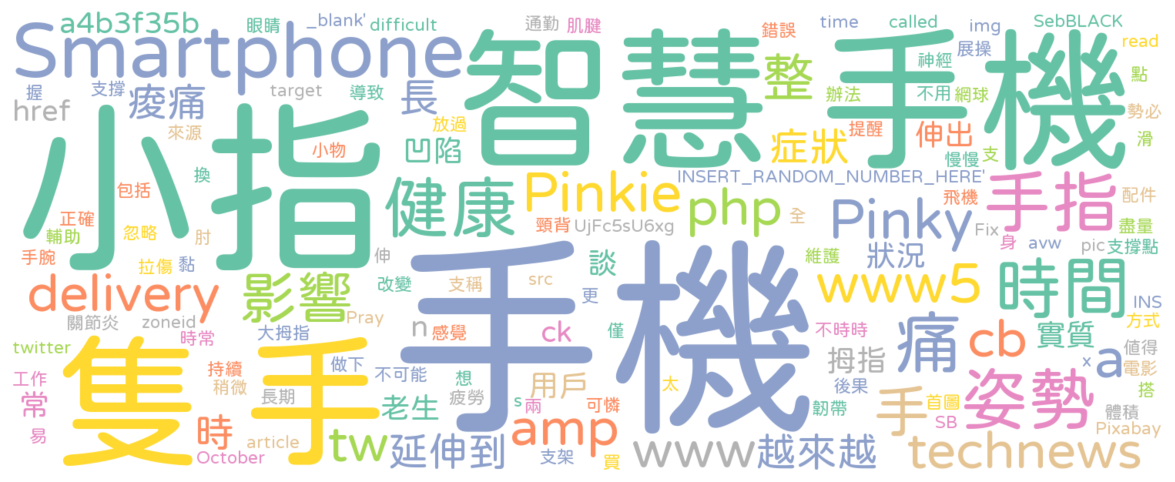 a4b3f35b 眼睛 _blank' difficult 通勤 肌腱 錯誤 time called img SebBLACK
Smartphone 智慧 手機 展操 read
握 支撐 target 導致 整 神經 點
href 痠痛 長 辦法 不用 網球 勢必
來源 放過 提醒 伸出 滑
小指 小物 凹陷 症狀 慢慢 支
換 INSERT_RANDOM_NUMBER_HERE'
包括 健康 Pinkie php 飛機 手指 配件
正確 忽略 頸背 UjFc5sU6xg 全 Pinky Fix 盡量
輔助 肘 身 avw pic 支撐點
手腕 拉傷 黏 伸 手機 談 維護 狀況
delivery 影響 改變 支稱 src 更 www5 時間 INS
關節炎 zoneid Pray 方式
時常 大拇指 n 感覺 ck 僅 不時時 痛 cb 實質 值得
twitter 隻手 做下 不可能 想 拇指 x a 電影
工作 持續 稍微 疲勞 用戶 太 後果 姿勢 搭
常 長期 老生 s 兩 可憐 韌帶 手 首圖 體積
易 時 article tw 延伸到 amp SB Pixabay
October 支架 買 www 越來越 technews